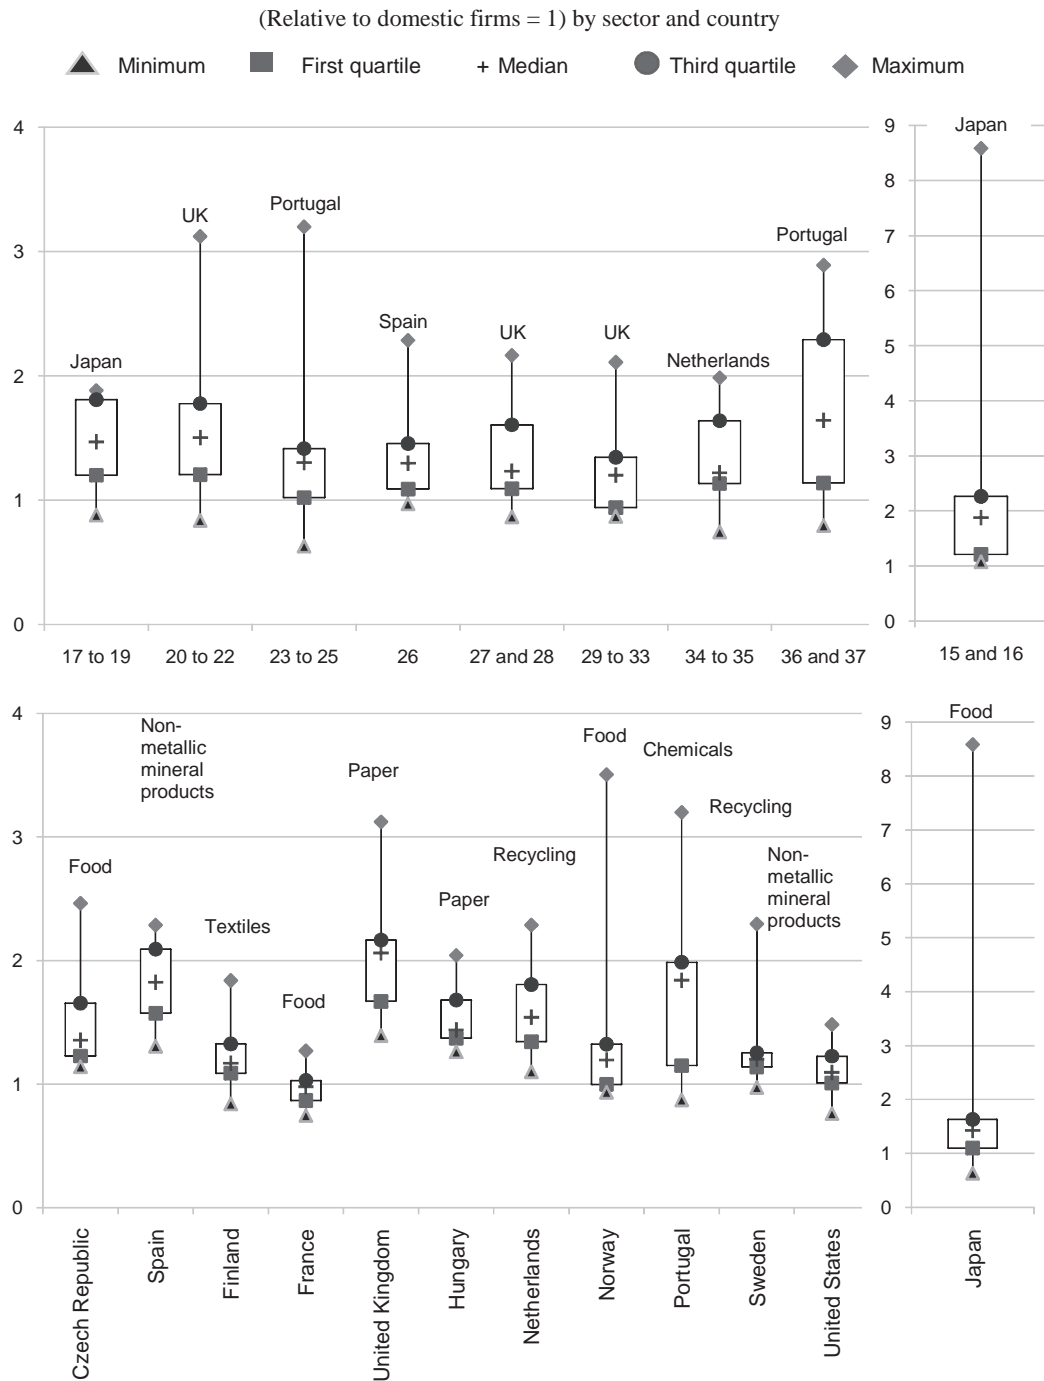 (Relative to domestic firms = 1) by sector and country
Minimum First quartile + Median Third quartile Maximum
4
3
2
1
0
Japan
UK
Portugal
Spain
UK
UK
Netherlands
Portugal
17 to 19 20 to 22 23 to 25 26 27 and 28 29 to 33 34 to 35 36 and 37
9
8
7
6
5
4
3
2
1
0
Japan
15 and 16
4
3
2
1
0
Food
Non-
metallic
mineral
products
Textiles
Food
Paper
Paper
Recycling
Food
Chemicals
Recycling
Non-
metallic
mineral
products
Czech Republic
Spain
Finland
France
United Kingdom
Hungary
Netherlands
Norway
Portugal
Sweden
United States
9
8
7
6
5
4
3
2
1
0
Food
Japan